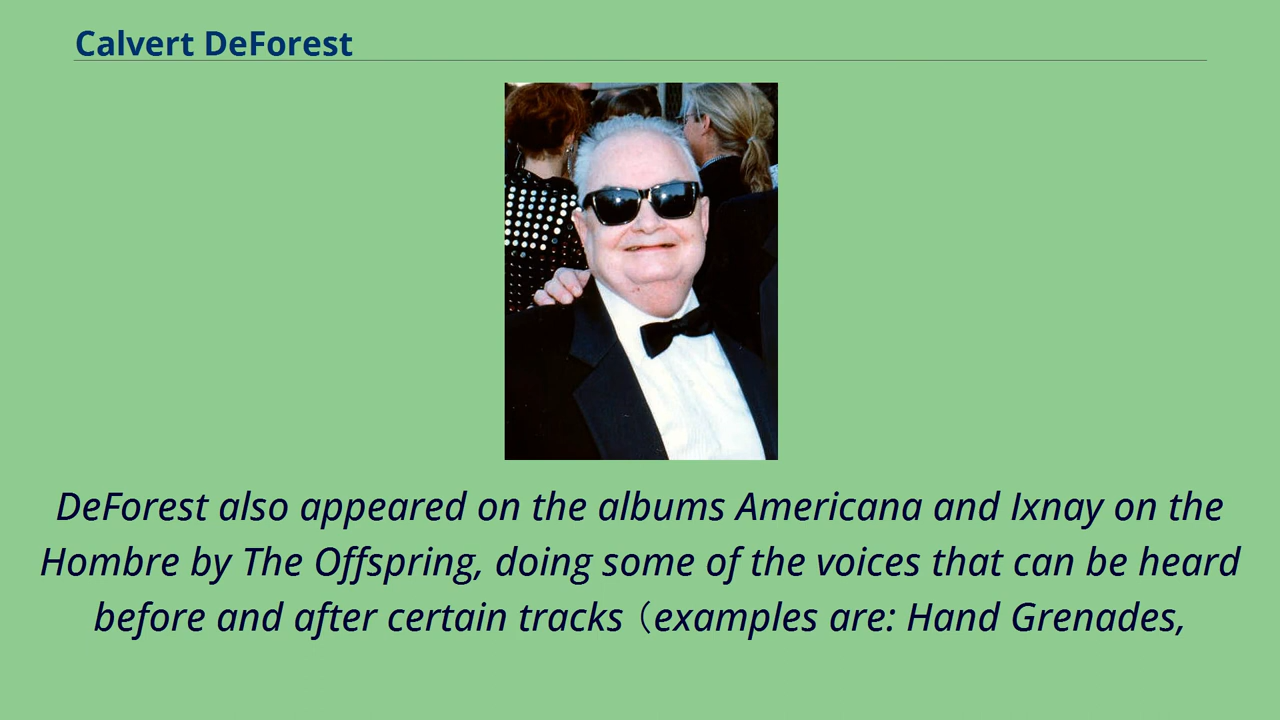 Calvert DeForest
DeForest also appeared on the albums Americana and Ixnay on the
Hombre by The Offspring, doing some of the voices that can be heard
before and after certain tracks（examples are: Hand Grenades,